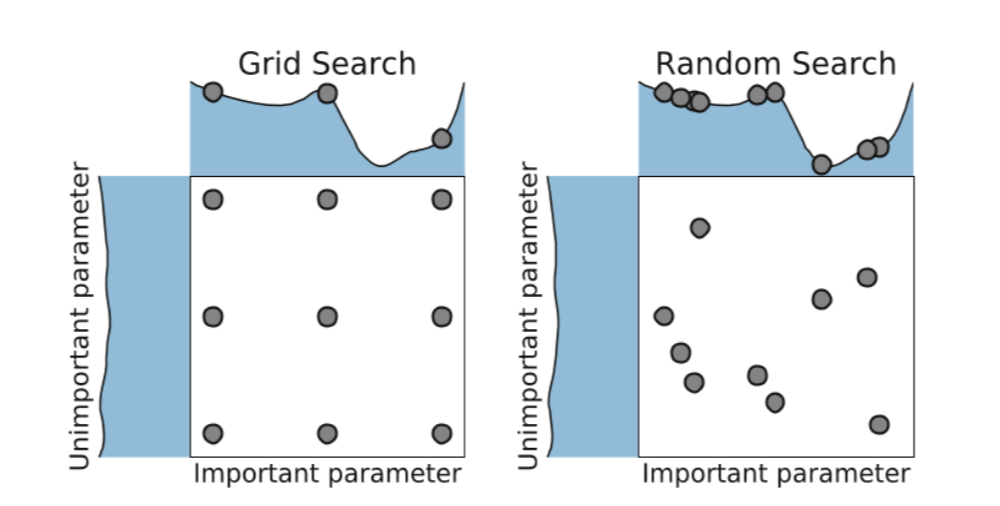 Grid Search
Unimportant parameter
Important parameter
Random Search
Unimportant parameter
Important parameter